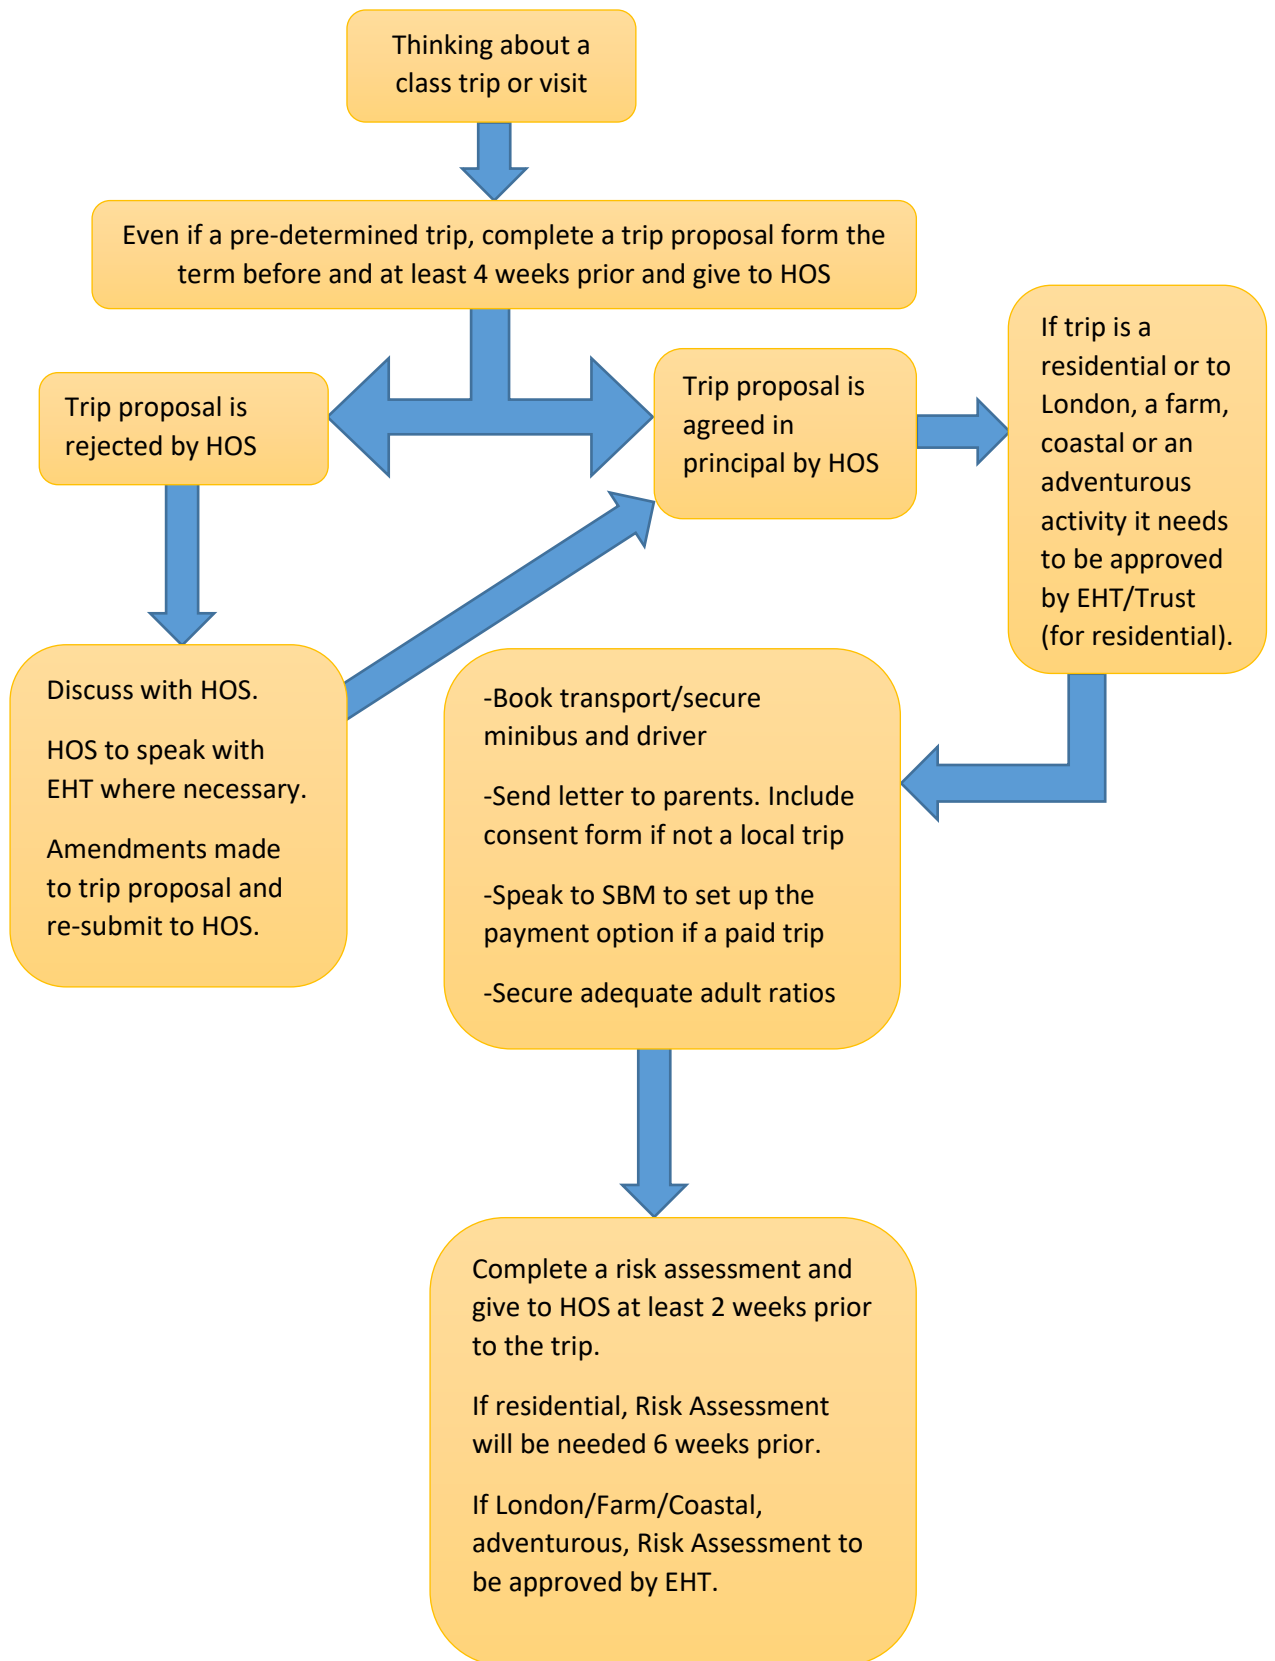 Thinking about a
class trip or visit
Even if a pre-determined trip, complete a trip proposal form the
term before and at least 4 weeks prior and give to HOS
Trip proposal is
rejected by HOS
Trip proposal is
agreed in
principal by HOS
If trip is a
residential or to
London, a farm,
coastal or an
adventurous
activity it needs
to be approved
by EHT/Trust
(for residential).
Discuss with HOS.
HOS to speak with
EHT where necessary.
Amendments made
to trip proposal and
re-submit to HOS.
-Book transport/secure
minibus and driver
-Send letter to parents. Include
consent form if not a local trip
-Speak to SBM to set up the
payment option if a paid trip
-Secure adequate adult ratios
Complete a risk assessment and
give to HOS at least 2 weeks prior
to the trip.
If residential, Risk Assessment
will be needed 6 weeks prior.
If London/Farm/Coastal,
adventurous, Risk Assessment to
be approved by EHT.